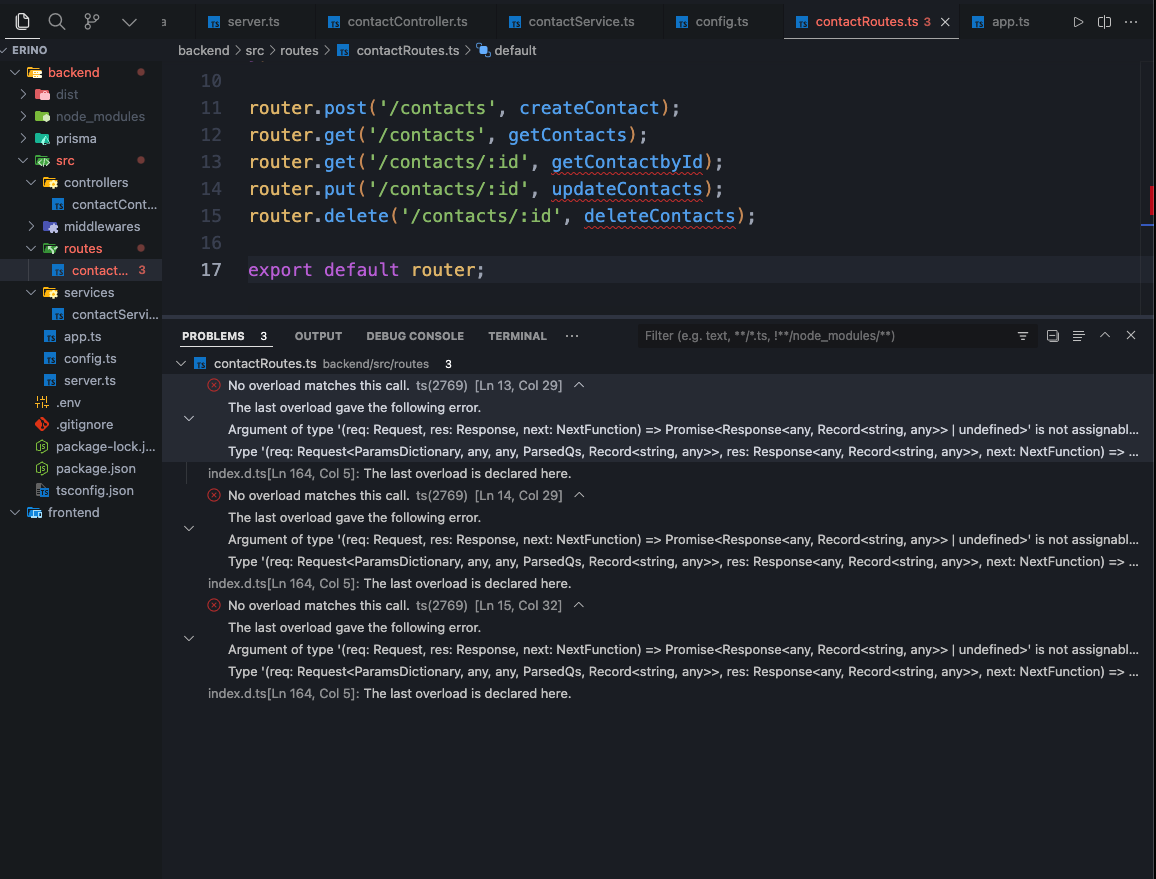 a server.ts contactController.ts contactService.ts config.ts contactRoutes.ts 3 app.ts
ERINO
backend
dist
node_modules
prisma
src
controllers
contactCont...
middlewares
routes
contact... 3
services
contactServi...
app.ts
config.ts
server.ts
.env
.gitignore
package-lock.j...
package.json
tsconfig.json
frontend
backend > src > routes > contactRoutes.ts > default
10
11 router.post('/contacts', createContact);
12 router.get('/contacts', getContacts);
13 router.get('/contacts/:id', getContactbyId);
14 router.put('/contacts/:id', updateContacts);
15 router.delete('/contacts/:id', deleteContacts);
16
17 export default router;
PROBLEMS 3 OUTPUT DEBUG CONSOLE TERMINAL ... Filter (e.g. text, **/*.ts, !**/node_modules/**)
contactRoutes.ts backend/src/routes 3
No overload matches this call. ts(2769) [Ln 13, Col 29]
The last overload gave the following error.
Argument of type '(req: Request, res: Response, next: NextFunction) => Promise<Response<any, Record<string, any>> | undefined>' is not assignabl...
Type '(req: Request<ParamsDictionary, any, any, ParsedQs, Record<string, any>>, res: Response<any, Record<string, any>>, next: NextFunction) => ...
index.d.ts[Ln 164, Col 5]: The last overload is declared here.
No overload matches this call. ts(2769) [Ln 14, Col 29]
The last overload gave the following error.
Argument of type '(req: Request, res: Response, next: NextFunction) => Promise<Response<any, Record<string, any>> | undefined>' is not assignabl...
Type '(req: Request<ParamsDictionary, any, any, ParsedQs, Record<string, any>>, res: Response<any, Record<string, any>>, next: NextFunction) => ...
index.d.ts[Ln 164, Col 5]: The last overload is declared here.
No overload matches this call. ts(2769) [Ln 15, Col 32]
The last overload gave the following error.
Argument of type '(req: Request, res: Response, next: NextFunction) => Promise<Response<any, Record<string, any>> | undefined>' is not assignabl...
Type '(req: Request<ParamsDictionary, any, any, ParsedQs, Record<string, any>>, res: Response<any, Record<string, any>>, next: NextFunction) => ...
index.d.ts[Ln 164, Col 5]: The last overload is declared here.